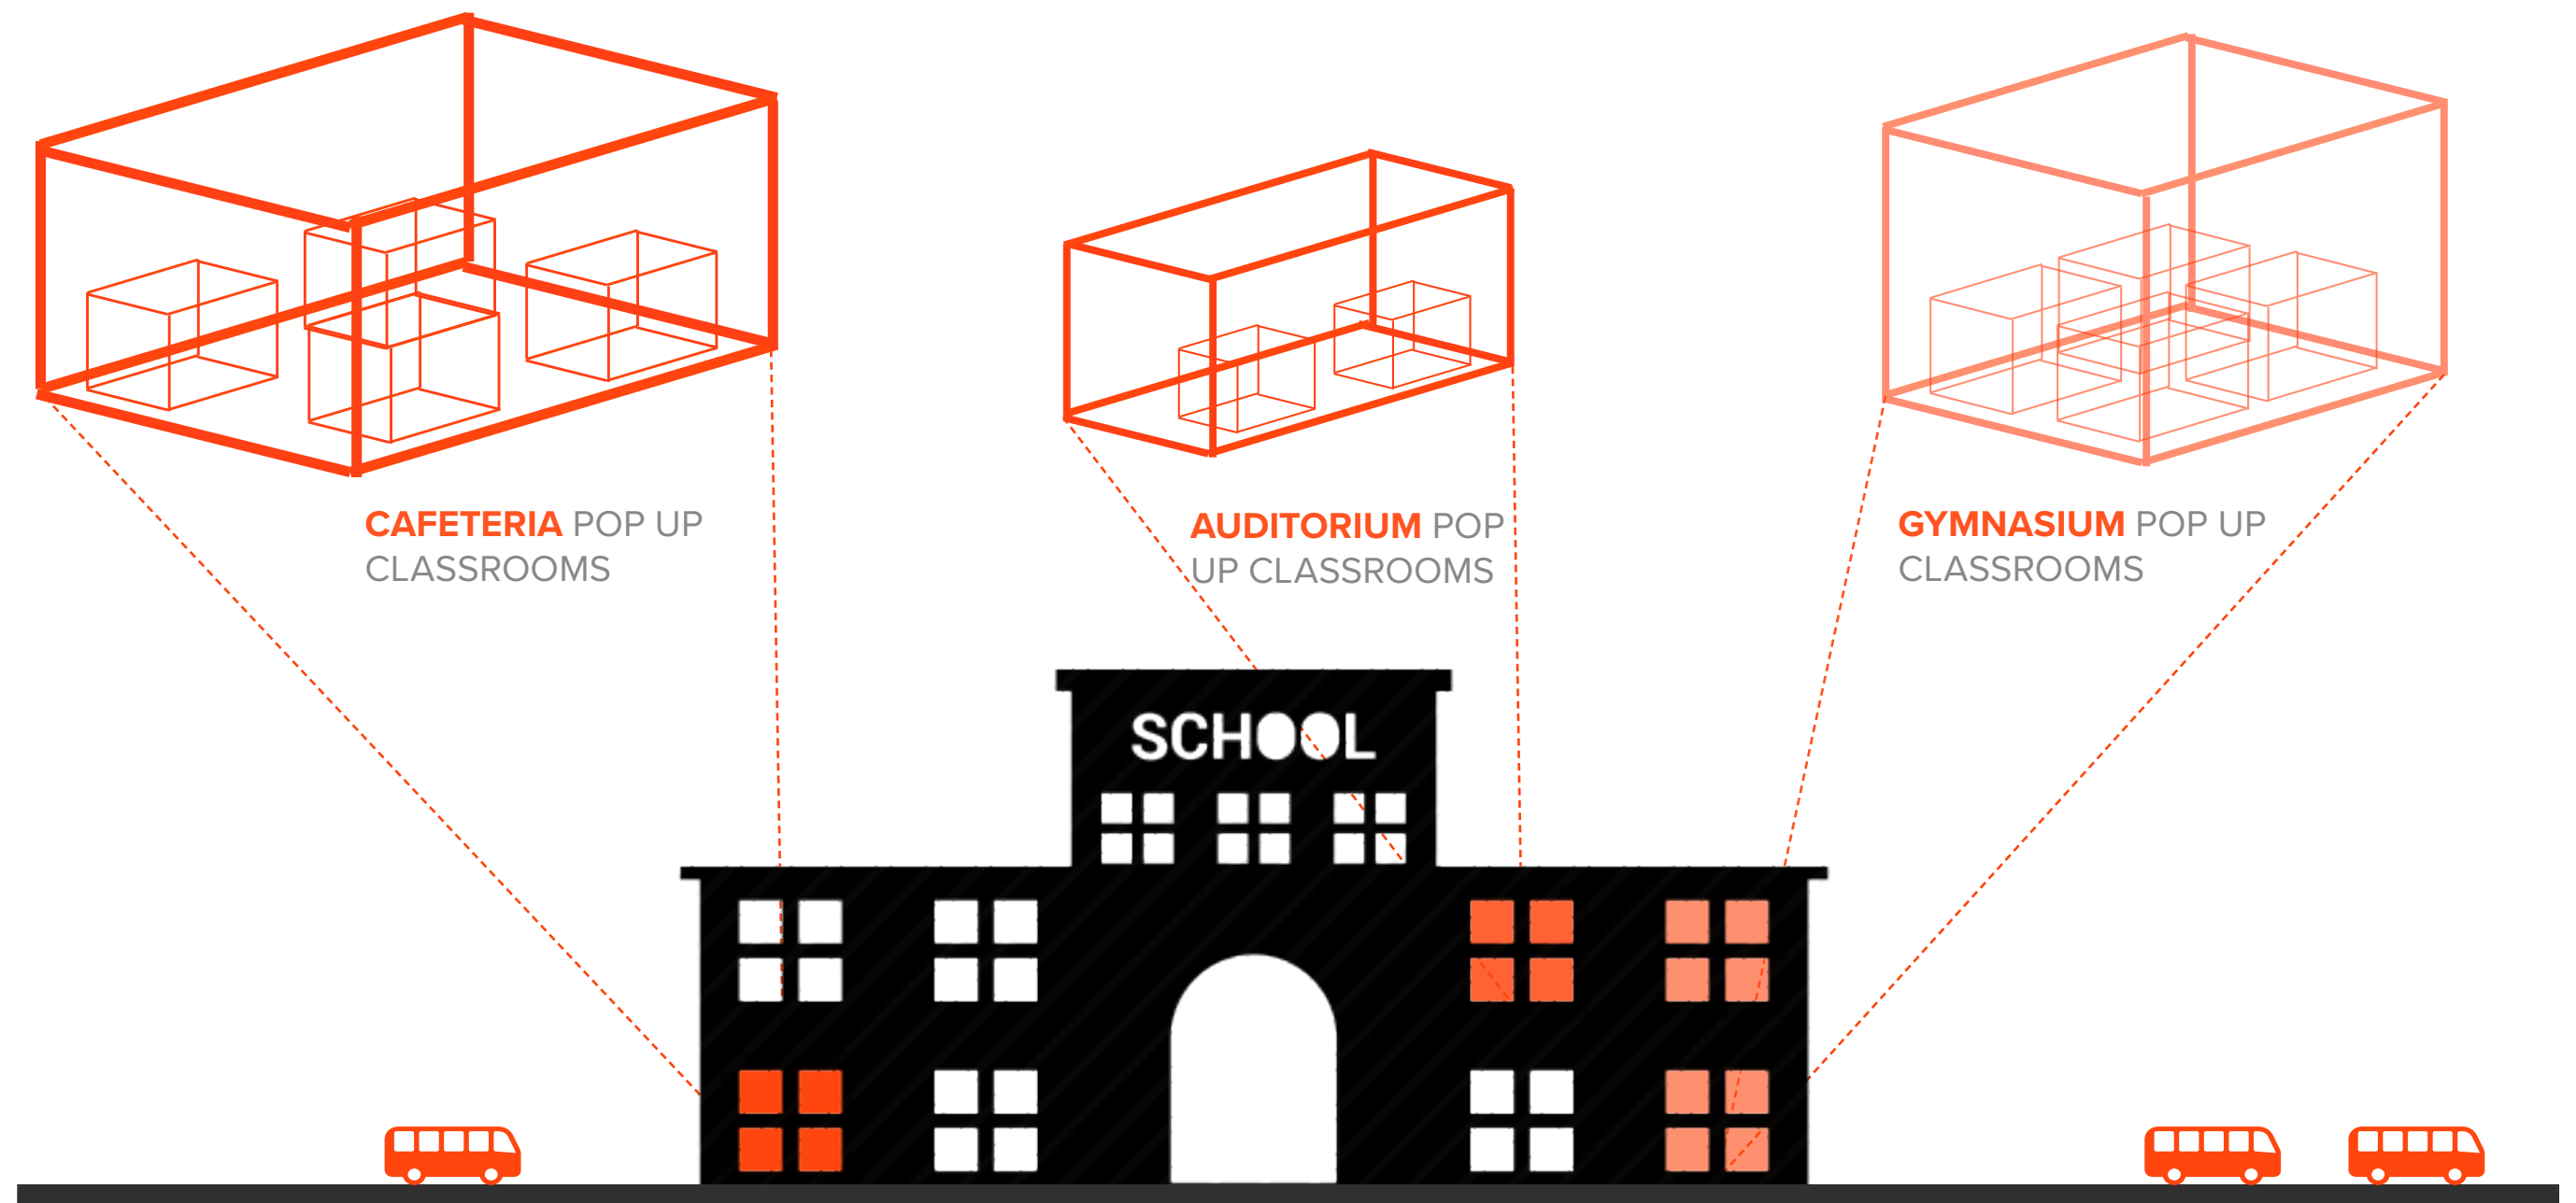 CAFETERIA POP UP
CLASSROOMS
AUDITORIUM POP
UP CLASSROOMS
GYMNASIUM POP UP
CLASSROOMS
SCHOOL